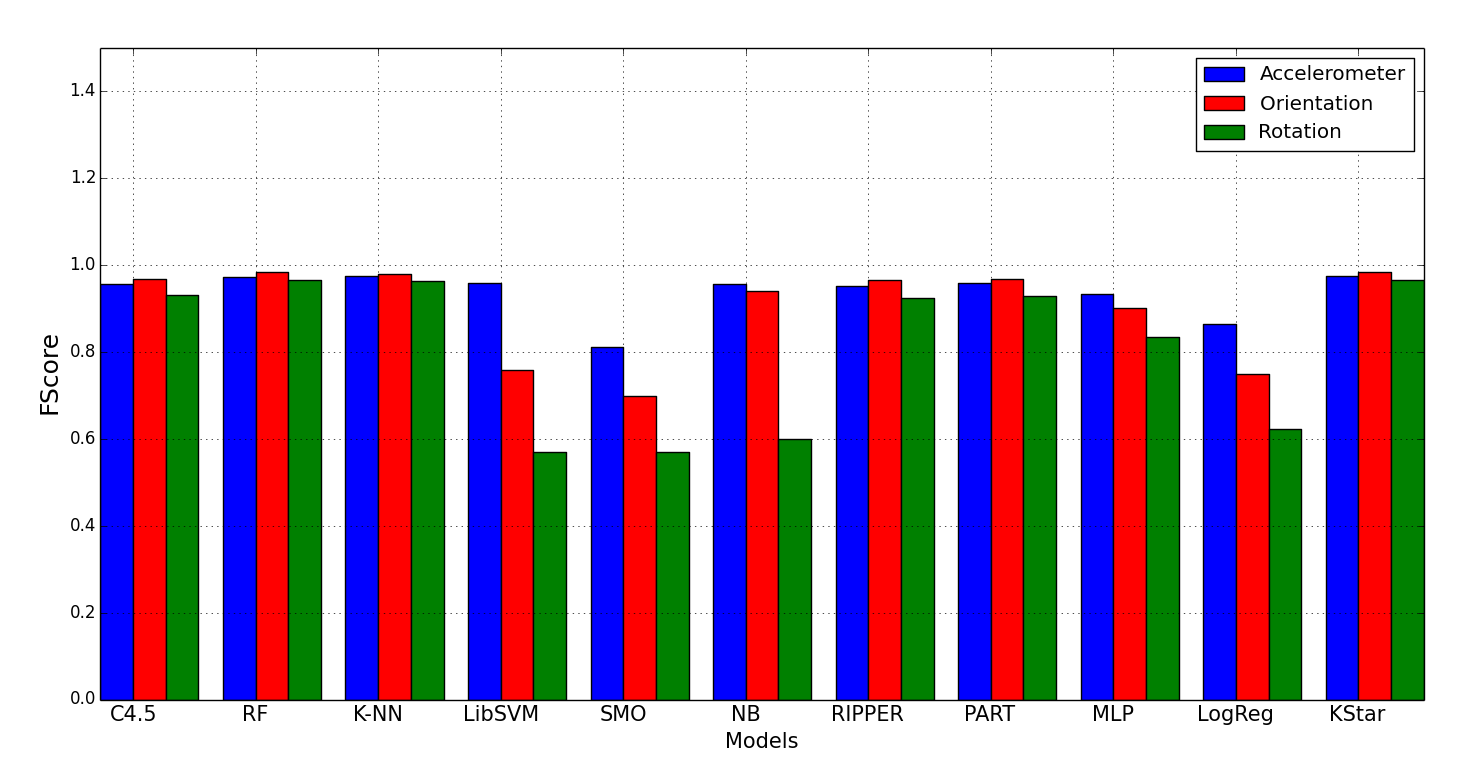 1.4
1.2
1.0
0.8
0.6
0.4
0.2
0.0
FScore
Accelerometer
Orientation
Rotation
C4.5 RF K-NN LibSVM SMO NB RIPPER PART MLP LogReg KStar
Models